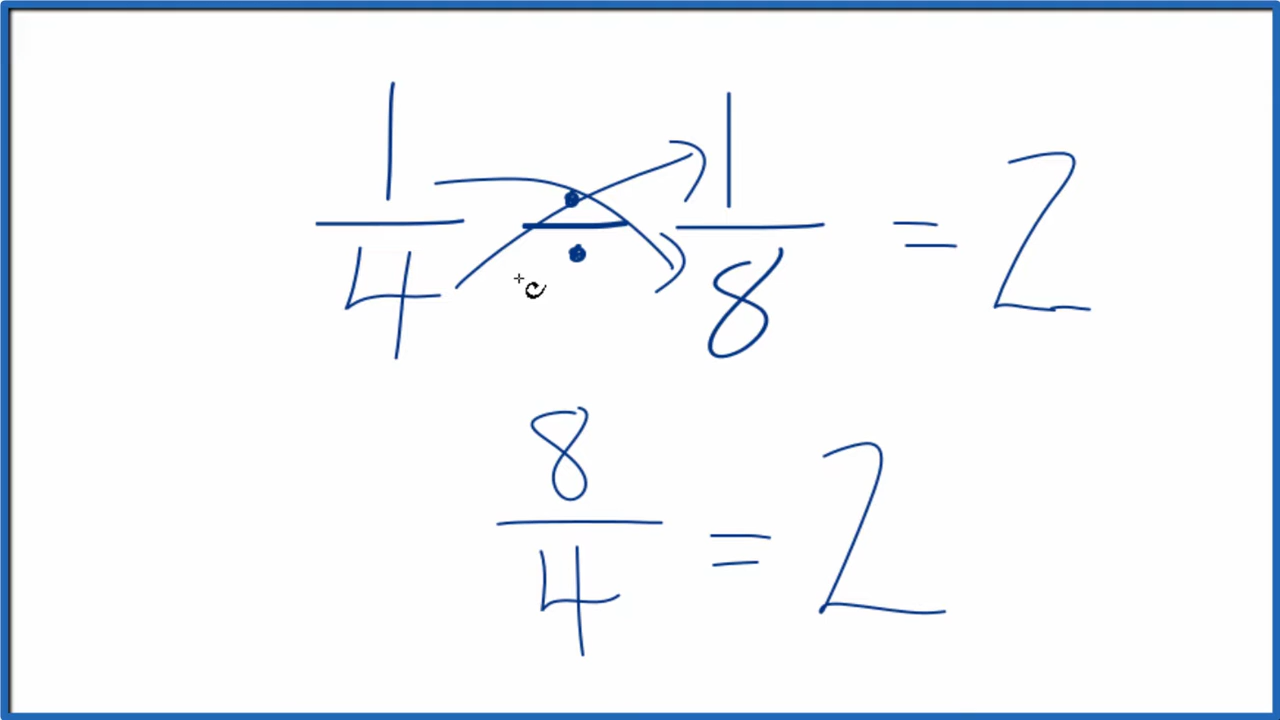 1/4 ÷ 1/8 = 2
8/4 = 2